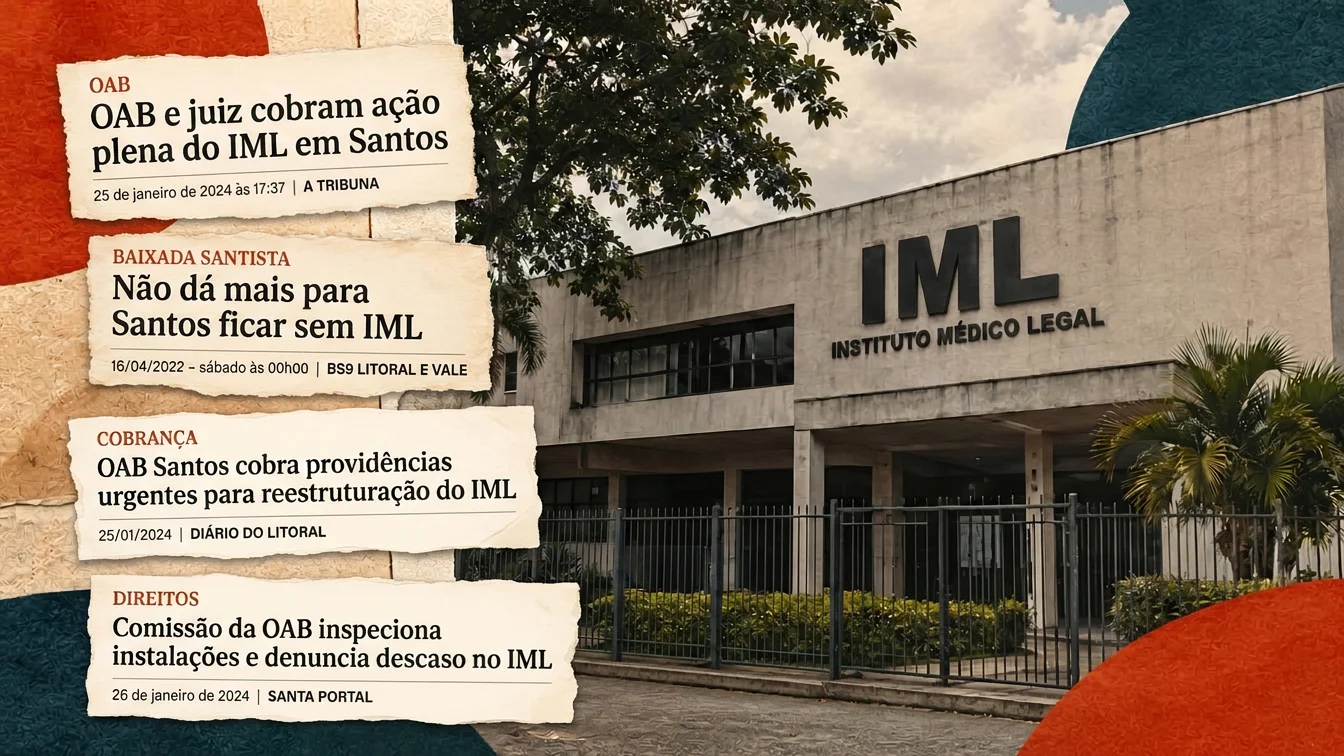 OAB
OAB e juiz cobram ação
plena do IML em Santos
25 de janeiro de 2024 às 17:37 | A TRIBUNA
BAIXADA SANTISTA
Não dá mais para
Santos ficar sem IML
16/04/2022 – sábado às 00h00 | BS9 LITORAL E VALE
COBRANÇA
OAB Santos cobra providências
urgentes para reestruturação do IML
25/01/2024 | DIÁRIO DO LITORAL
DIREITOS
Comissão da OAB inspeciona
instalações e denuncia descaso no IML
26 de janeiro de 2024 | SANTA PORTAL
IML
INSTITUTO MÉDICO LEGAL